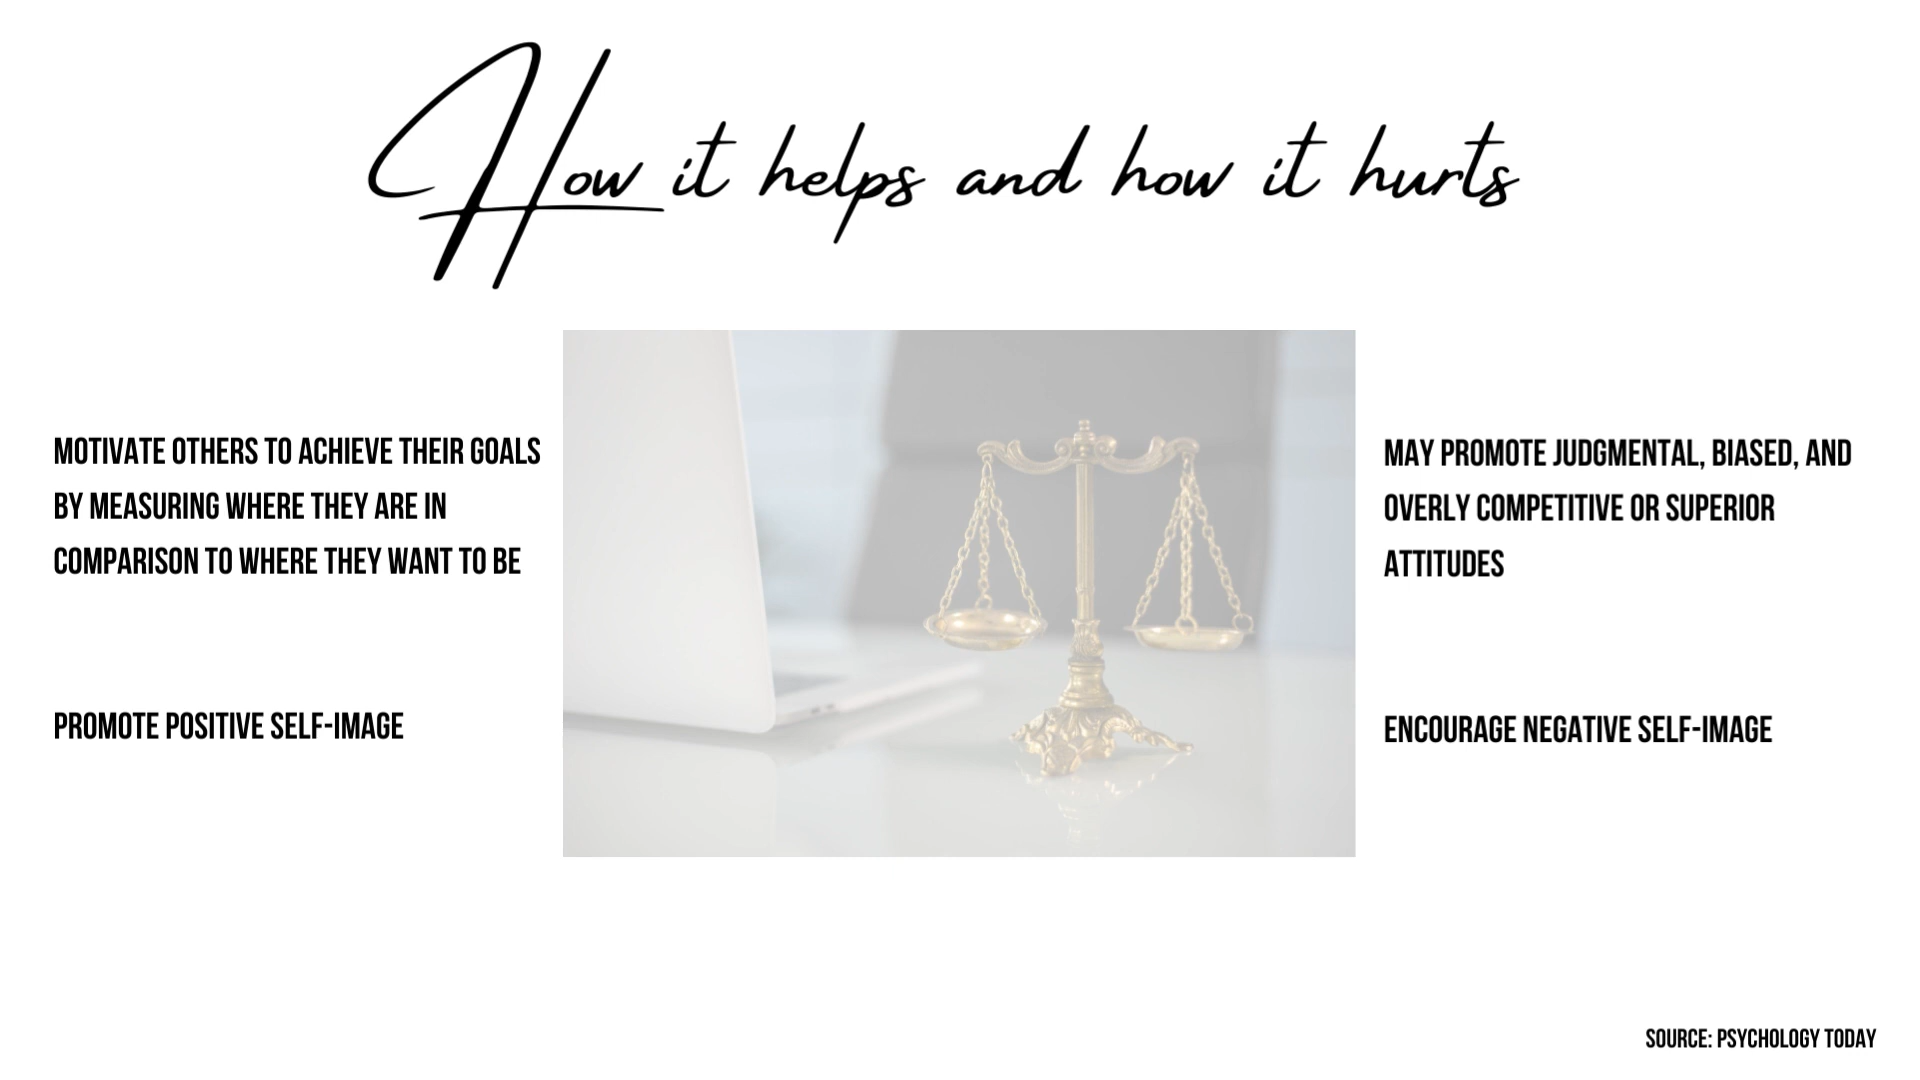 How it helps and how it hurts
MOTIVATE OTHERS TO ACHIEVE THEIR GOALS
BY MEASURING WHERE THEY ARE IN
COMPARISON TO WHERE THEY WANT TO BE
PROMOTE POSITIVE SELF-IMAGE
MAY PROMOTE JUDGMENTAL, BIASED, AND
OVERLY COMPETITIVE OR SUPERIOR
ATTITUDES
ENCOURAGE NEGATIVE SELF-IMAGE
SOURCE: PSYCHOLOGY TODAY